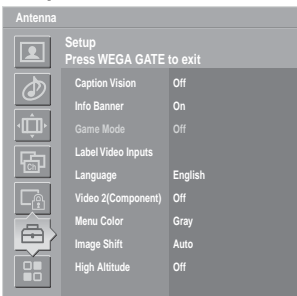 Antenna
Setup
Press WEGA GATE to exit
Caption Vision Off
Info Banner On
Game Mode Off
Label Video Inputs
Ch
Language English
Video 2(Component) Off
Menu Color Gray
Image Shift Auto
High Altitude Off